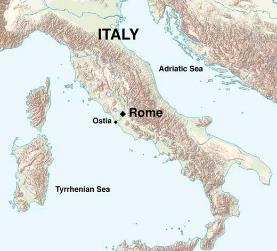 ITALY
Adriatic Sea
Rome
Ostia
Tyrrhenian Sea